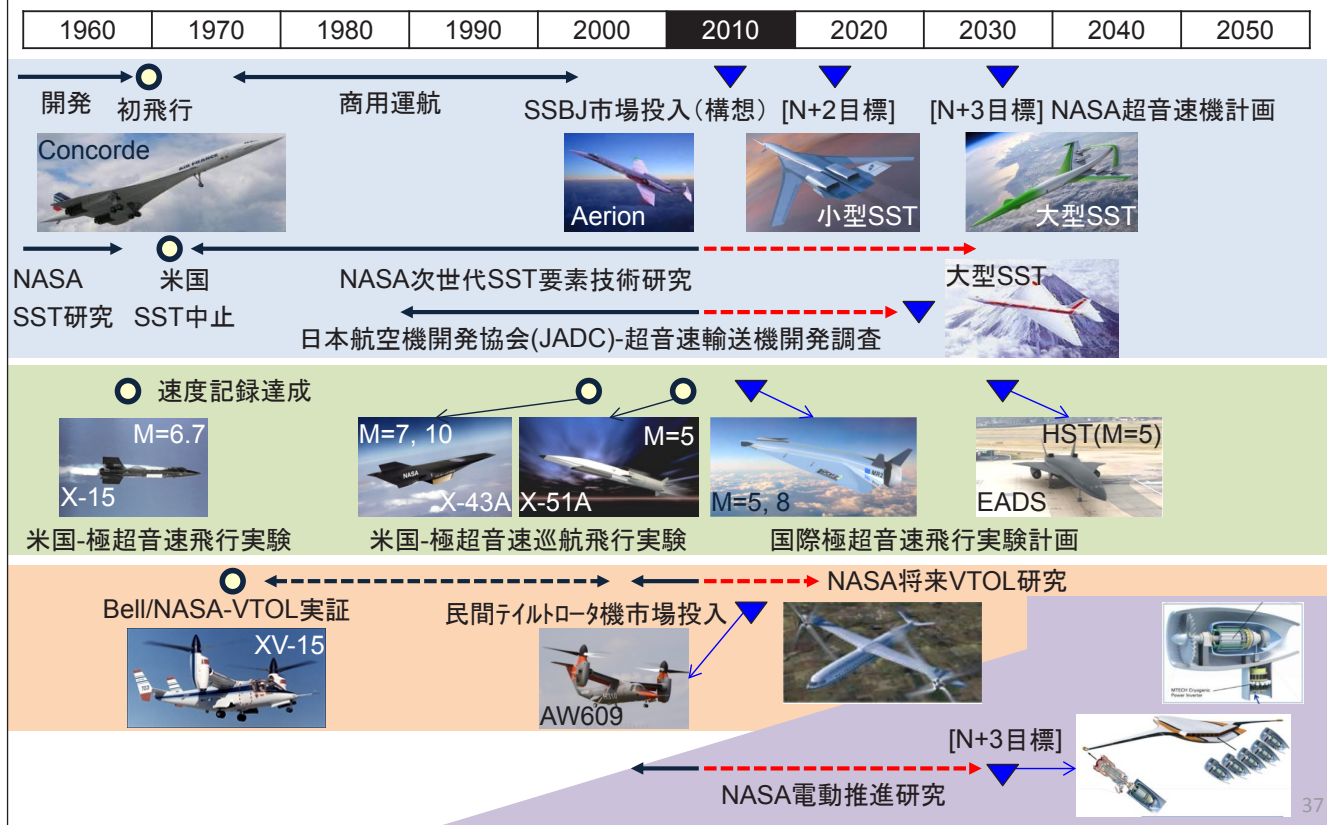 1960 1970 1980 1990 2000 2010 2020 2030 2040 2050
開発 初飛行 商用運航 SSBJ市場投入(構想) [N+2目標] [N+3目標] NASA超音速機計画
Concorde
AIR FRANCE
Aerion
小型SST
大型SST
NASA
SST研究
米国
SST中止
NASA次世代SST要素技術研究
大型SST
日本航空機開発協会(JADC)-超音速輸送機開発調査
速度記録達成
M=6.7
X-15
M=7, 10
NASA
X-43A
M=5
X-51A
MR2
M=5, 8
HST(M=5)
EADS
米国-極超音速飛行実験 米国-極超音速巡航飛行実験 国際極超音速飛行実験計画
NASA将来VTOL研究
Bell/NASA-VTOL実証 民間ﾃｲﾙﾄﾛｰﾀ機市場投入
XV-15
703
AW609
MTECH Cryogenic
Power Inverter
[N+3目標]
NASA電動推進研究
37